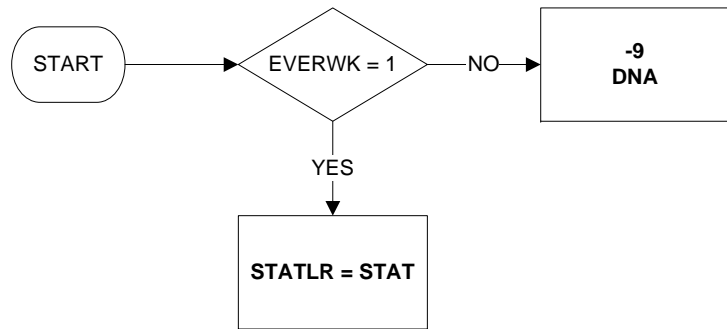 START
EVERWK = 1
NO
-9
DNA
YES
STATLR = STAT